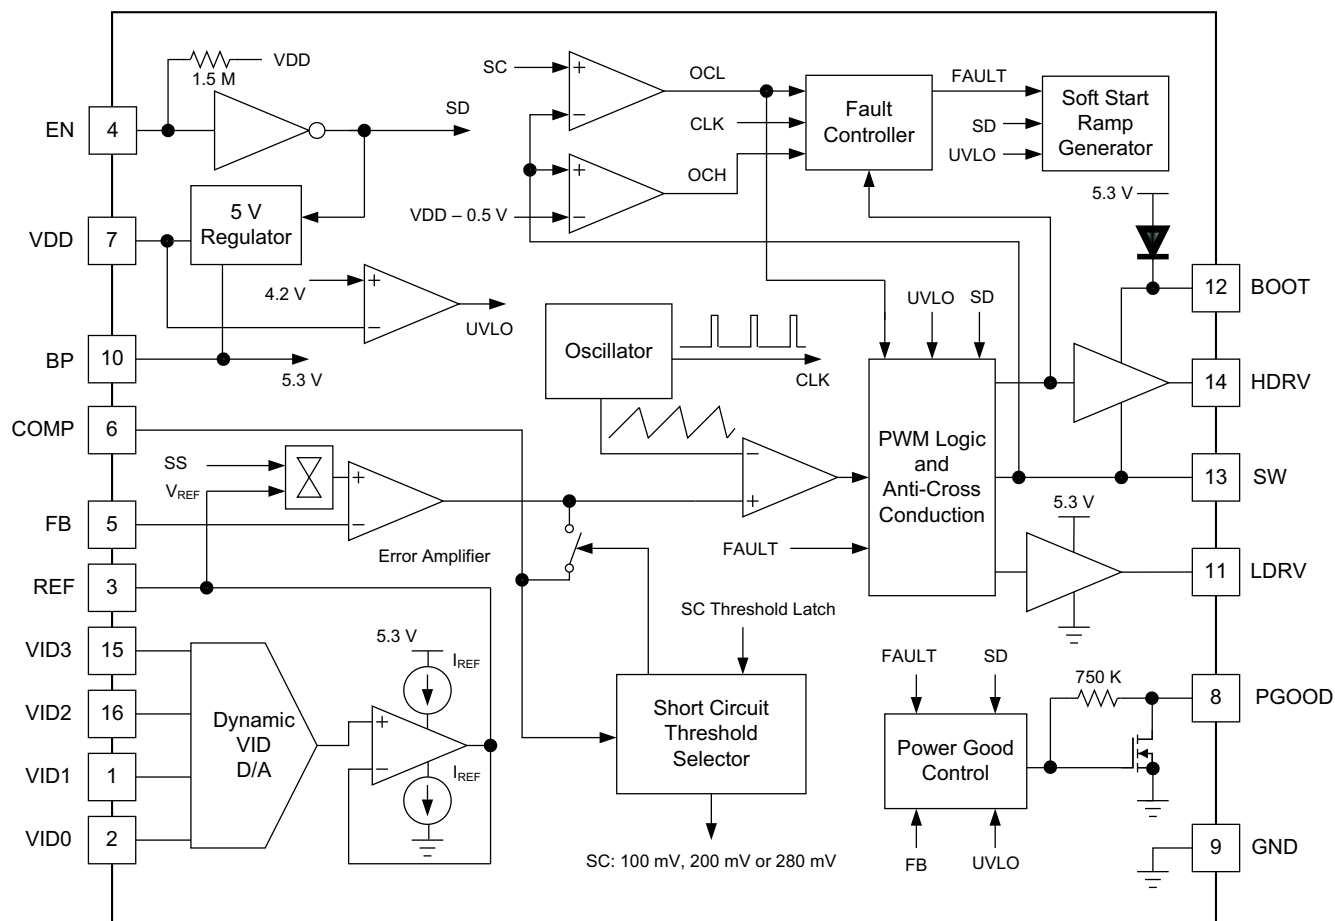 VDD
1.5 M
EN
4
SD
SC
+
−
OCL
CLK
OCH
+
−
VDD – 0.5 V
Fault
Controller
FAULT
SD
UVLO
Soft Start
Ramp
Generator
5 V
Regulator
VDD
7
4.2 V
+
−
UVLO
BP
10
5.3 V
5.3 V
12
BOOT
Oscillator
CLK
UVLO
SD
14
HDRV
COMP
6
SS
VREF
+
−
Error Amplifier
FB
5
REF
3
−
+
FAULT
PWM Logic
and
Anti-Cross
Conduction
13
SW
5.3 V
11
LDRV
VID3
15
VID2
16
VID1
1
VID0
2
Dynamic
VID
D/A
5.3 V
IREF
+
−
IREF
SC Threshold Latch
Short Circuit
Threshold
Selector
SC: 100 mV, 200 mV or 280 mV
FAULT
SD
Power Good
Control
FB
UVLO
750 K
8
PGOOD
9
GND